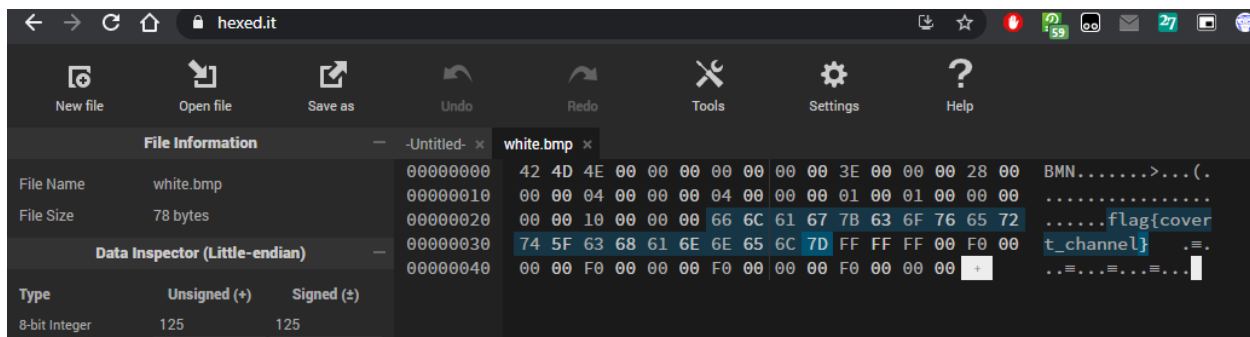 hexed.it
59 27
New file Open file Save as Undo Redo Tools Settings Help
File Information
-Untitled- × white.bmp ×
File Name white.bmp
File Size 78 bytes
Data Inspector (Little-endian)
Type Unsigned (+) Signed (±)
8-bit Integer 125 125
00000000 42 4D 4E 00 00 00 00 00 00 00 3E 00 00 00 28 00 BMN.......>...(.
00000010 00 00 04 00 00 00 04 00 00 00 01 00 01 00 00 00 ................
00000020 00 00 10 00 00 00 66 6C 61 67 7B 63 6F 76 65 72 ......flag{cover
00000030 74 5F 63 68 61 6E 6E 65 6C 7D FF FF FF 00 F0 00 t_channel}   .≡.
00000040 00 00 F0 00 00 00 F0 00 00 00 F0 00 00 00 + ..≡...≡...≡...